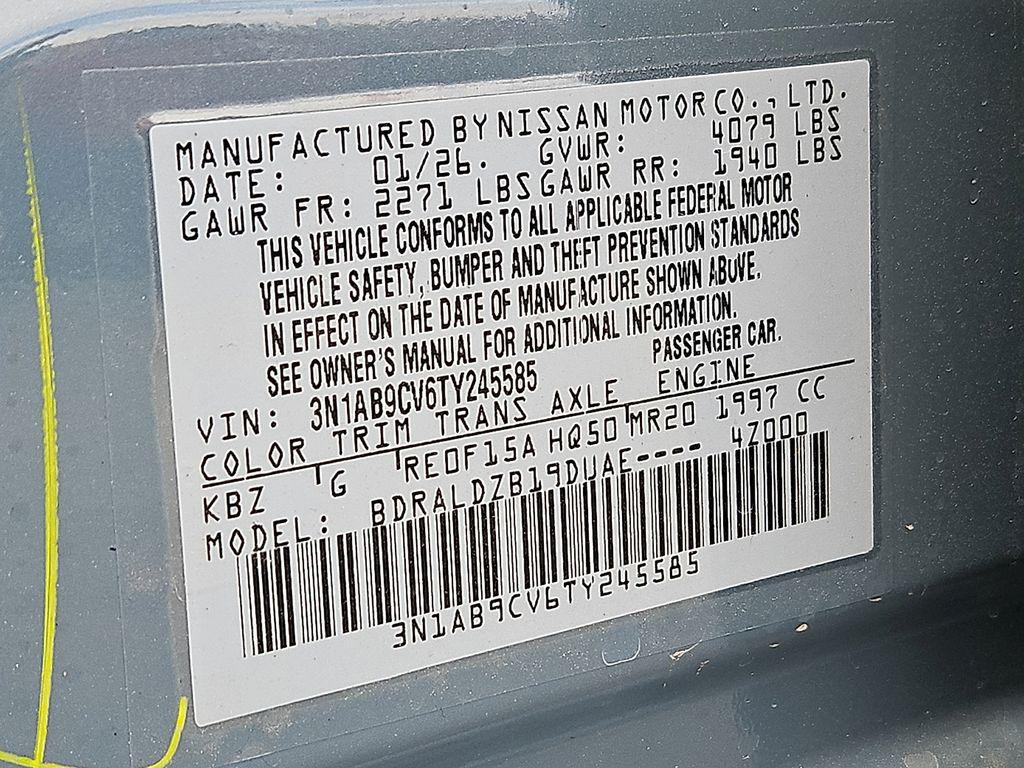 MANUFACTURED BY NISSAN MOTOR CO., LTD.
DATE: 01/26. GVWR: 4079 LBS
GAWR FR: 2271 LBS GAWR RR: 1940 LBS
THIS VEHICLE CONFORMS TO ALL APPLICABLE FEDERAL MOTOR
VEHICLE SAFETY, BUMPER AND THEFT PREVENTION STANDARDS
IN EFFECT ON THE DATE OF MANUFACTURE SHOWN ABOVE.
SEE OWNER'S MANUAL FOR ADDITIONAL INFORMATION.
VIN: 3N1AB9CV6TY245585 PASSENGER CAR.
COLOR TRIM TRANS AXLE ENGINE
KBZ G RE0F15A HQ50 MR20 1997 CC
MODEL: BDRALDZB19DUAE---- 4Z000
3N1AB9CV6TY245585